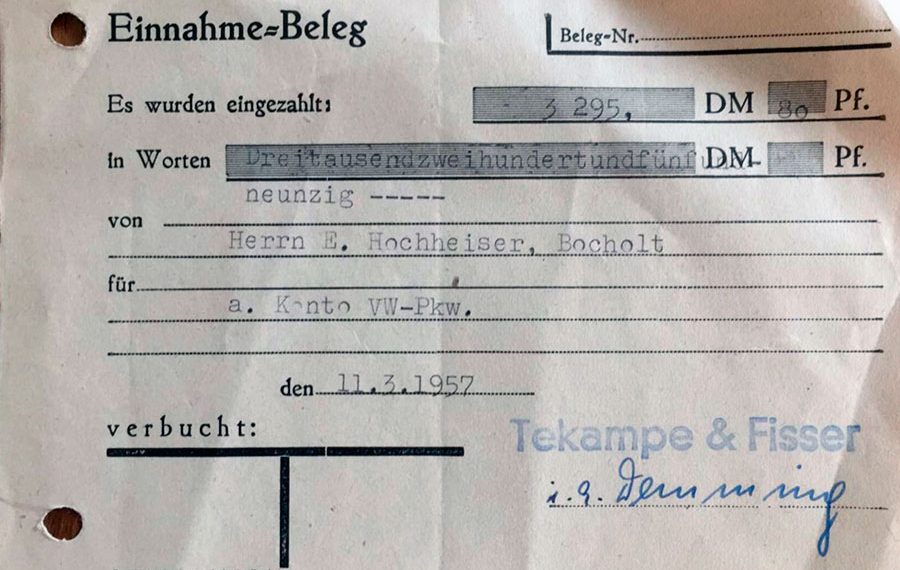 Einnahme=Beleg
Beleg=Nr.
Es wurden eingezahlt: - 3 295, DM 80 Pf.
in Worten Dreitausendzweihundertundfünf DM- Pf.
neunzig -----
von
Herrn E. Hochheiser, Bocholt
für
a. Konto VW-Pkw.
den 11.3.1957
verbucht:
Tekampe & Fisser
i. a. Demming